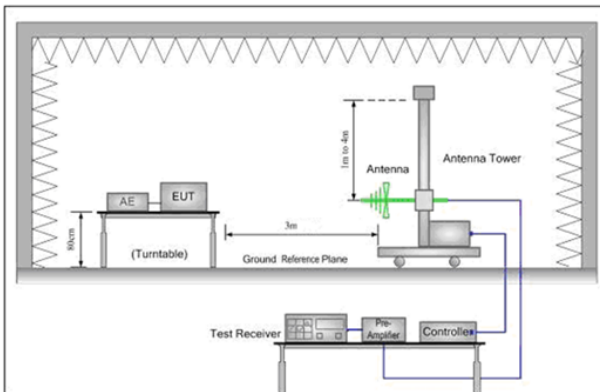 1m to 4m
Antenna
Antenna Tower
AE
EUT
80cm
(Turntable)
3m
Ground Reference Plane
Test Receiver
Pre-
Amplifier
Controller